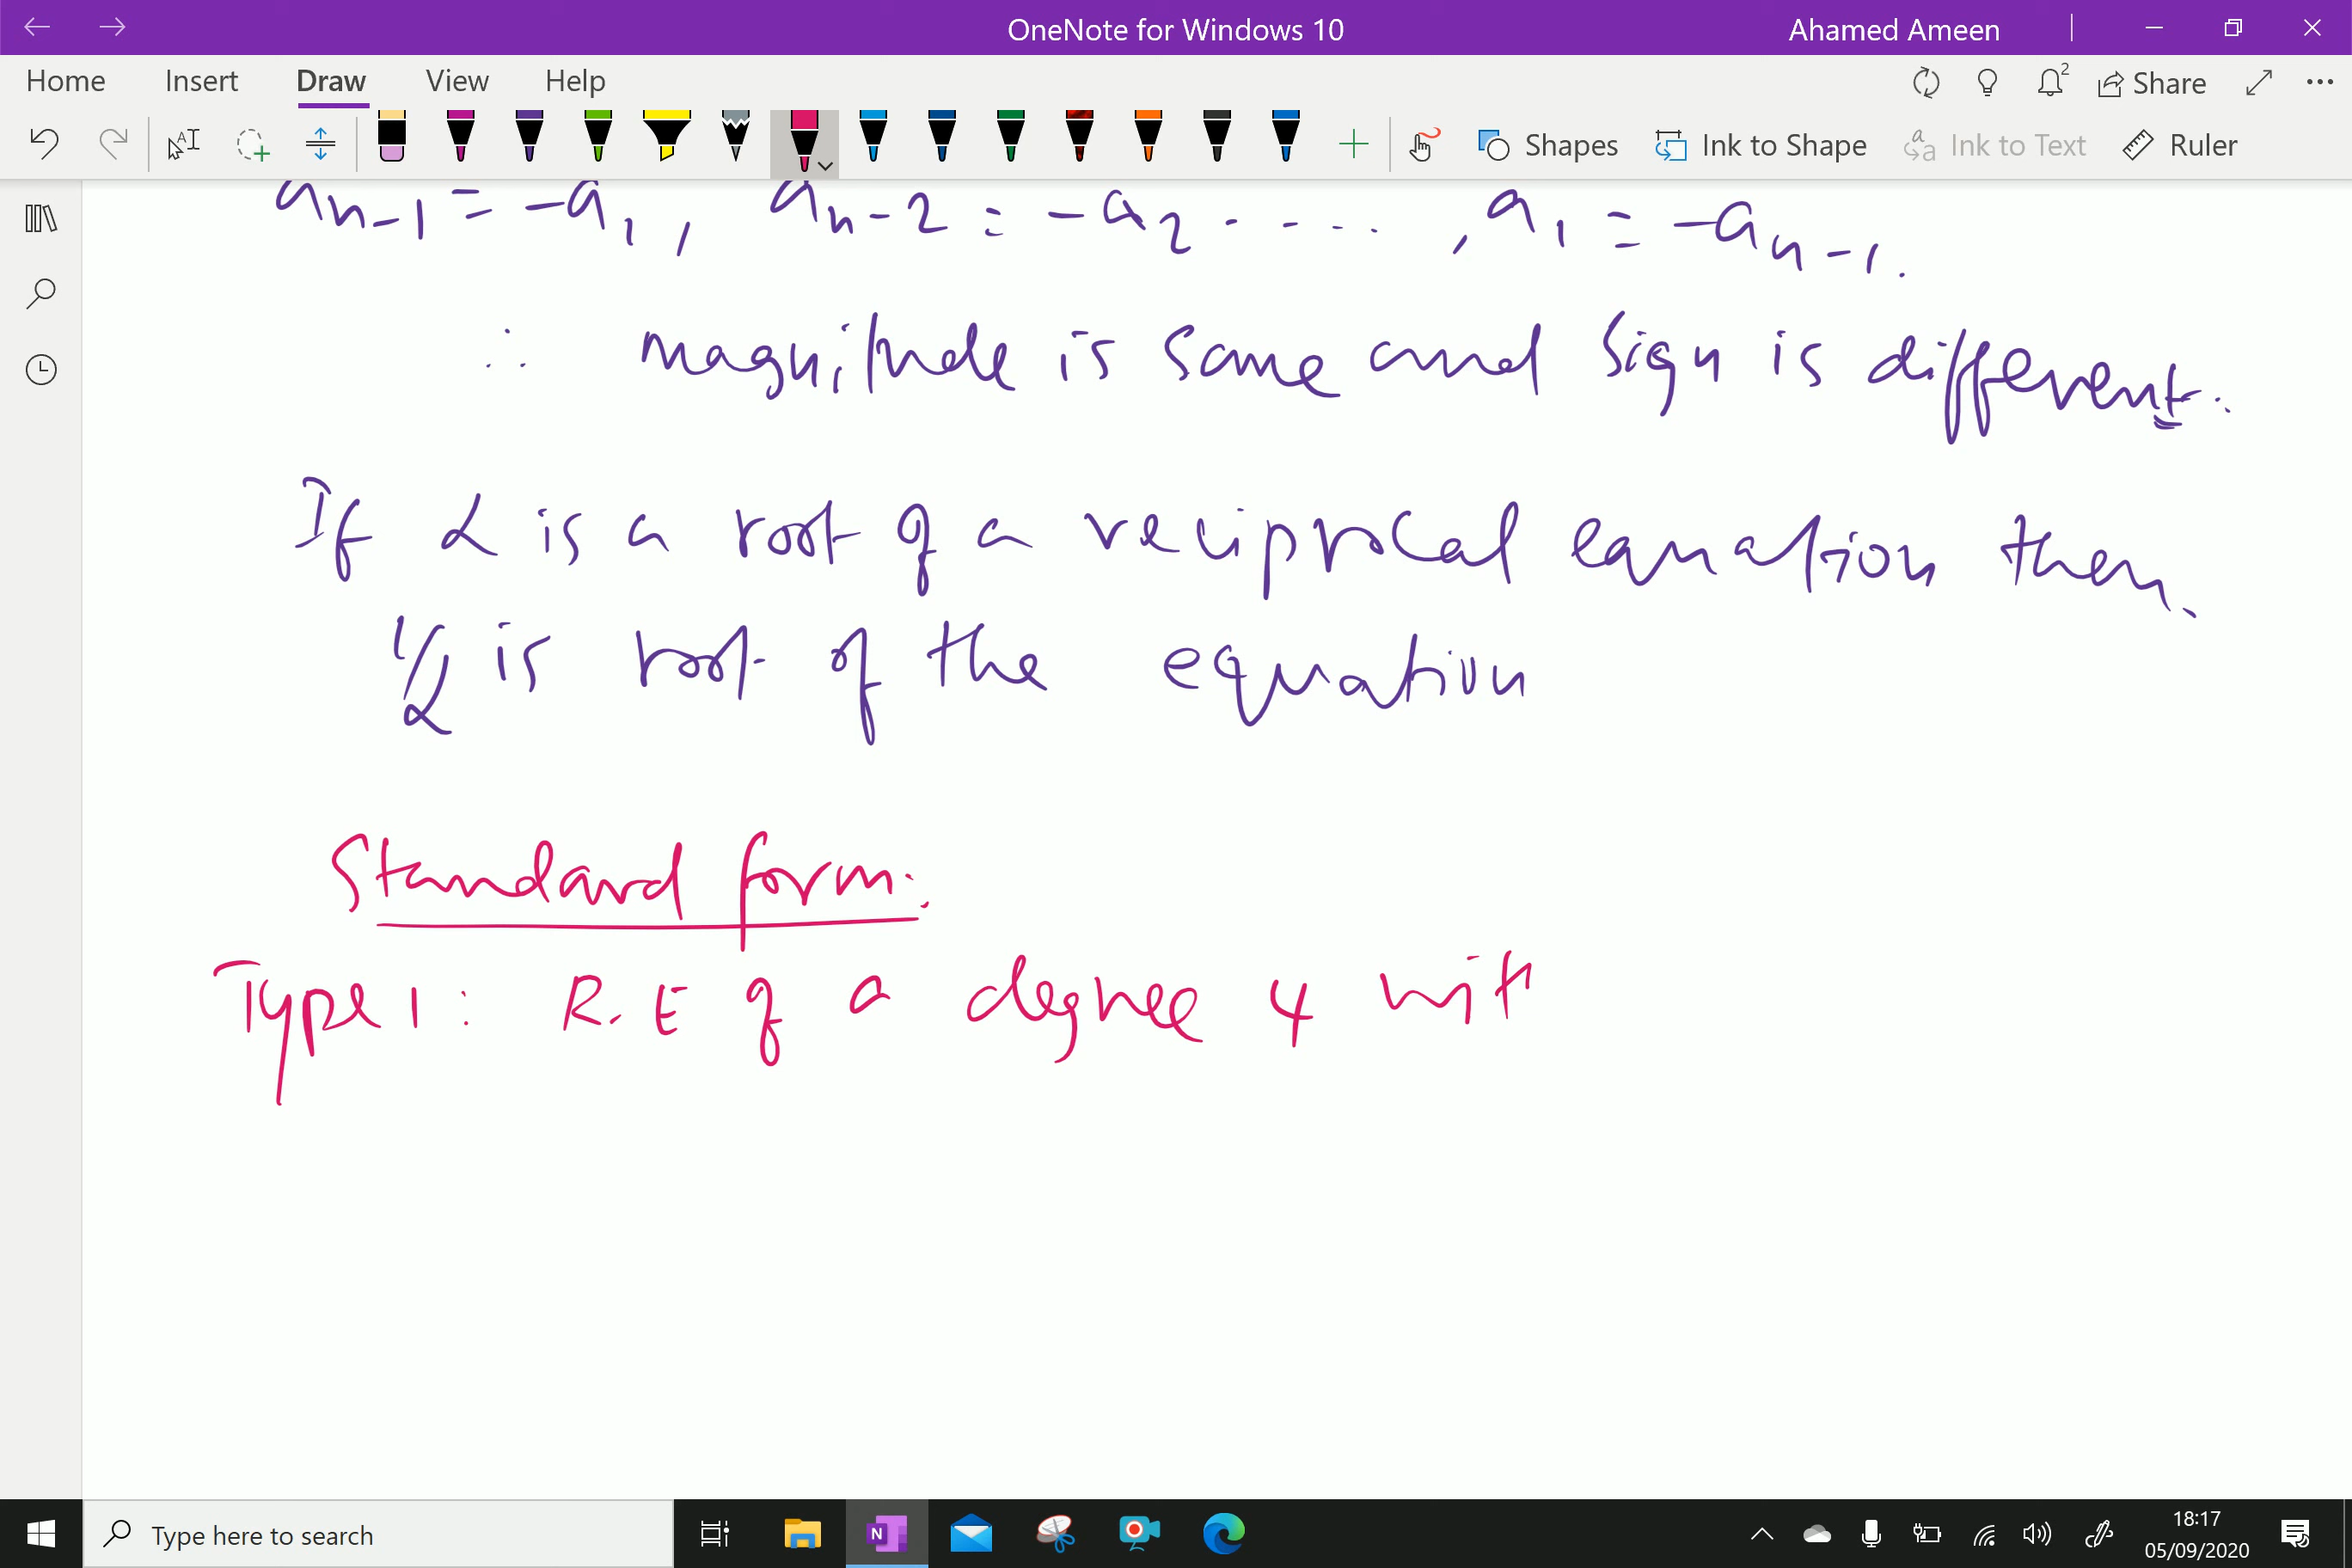 OneNote for Windows 10 Ahamed Ameen
Home Insert Draw View Help 2 Share
Shapes Ink to Shape Ink to Text Ruler
aₙ₋₁ = -a₁, aₙ₋₂ = -a₂ . - - . . , a₁ = -aₙ₋₁.
∴ magnitude is same and sign is different.
If α is a root of a reciprocal equation then.
1/α is root of the equation
Standard form:
Type 1: R.E of a degree 4 with
Type here to search
18:17
05/09/2020